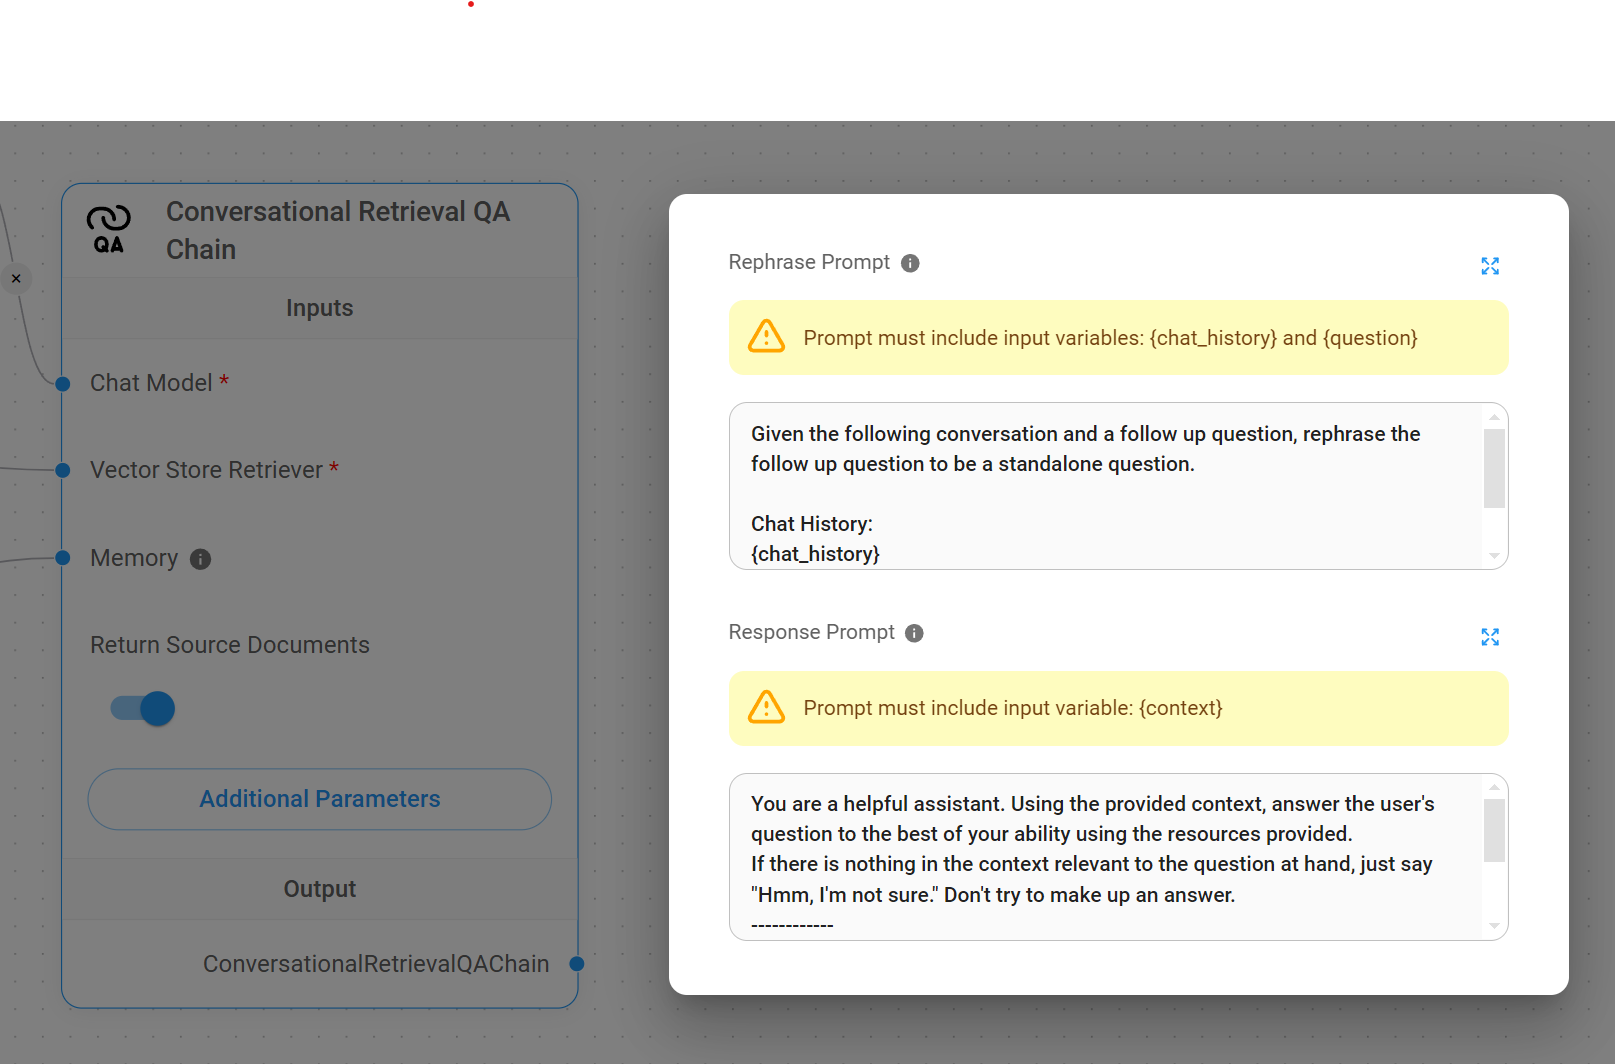 QA
Conversational Retrieval QA
Chain
Inputs
Chat Model *
Vector Store Retriever *
Memory
Return Source Documents
Additional Parameters
Output
ConversationalRetrievalQAChain
Rephrase Prompt
Prompt must include input variables: {chat_history} and {question}
Given the following conversation and a follow up question, rephrase the
follow up question to be a standalone question.
Chat History:
{chat_history}
Response Prompt
Prompt must include input variable: {context}
You are a helpful assistant. Using the provided context, answer the user's
question to the best of your ability using the resources provided.
If there is nothing in the context relevant to the question at hand, just say
"Hmm, I'm not sure." Don't try to make up an answer.
------------